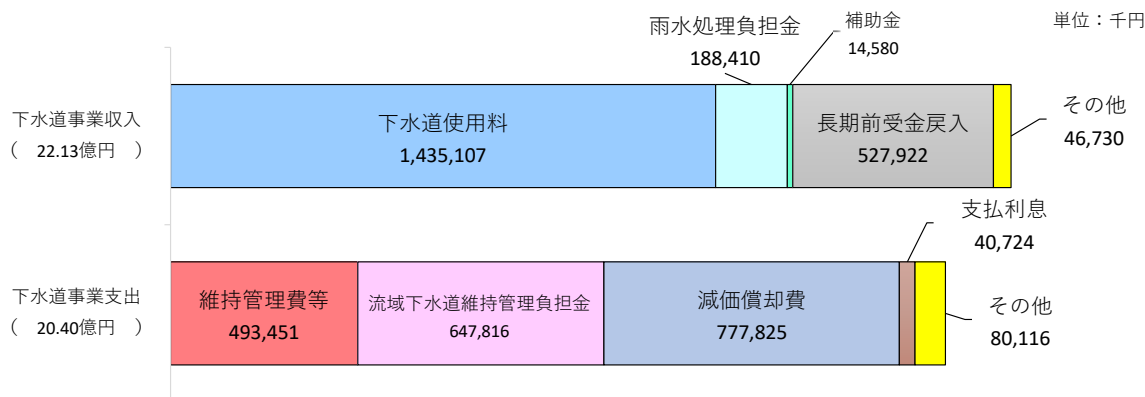 単位：千円
雨水処理負担金
188,410
補助金
14,580
下水道事業収入
（　22.13億円　）
下水道使用料
1,435,107
長期前受金戻入
527,922
その他
46,730
支払利息
40,724
下水道事業支出
（　20.40億円　）
維持管理費等
493,451
流域下水道維持管理負担金
647,816
減価償却費
777,825
その他
80,116